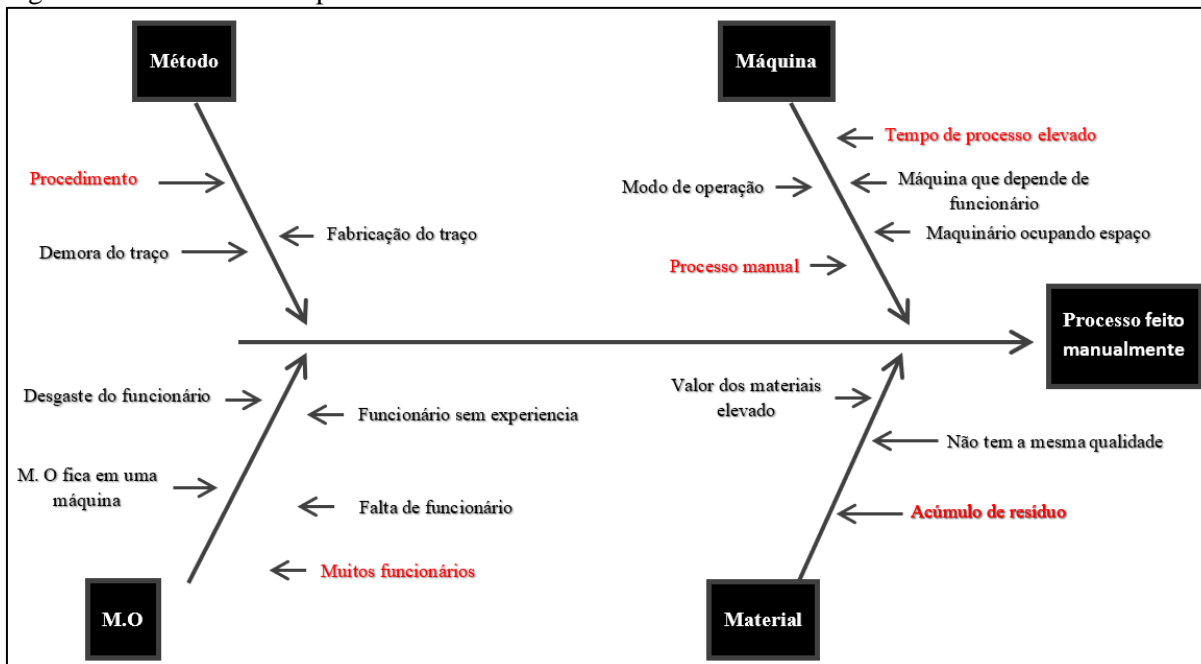 Método
Máquina
Tempo de processo elevado
Procedimento
Modo de operação
Máquina que depende de
funcionário
Fabricação do traço
Maquinário ocupando espaço
Demora do traço
Processo manual
Processo feito
manualmente
Desgaste do funcionário
Funcionário sem experiencia
Valor dos materiais
elevado
Não tem a mesma qualidade
M. O fica em uma
máquina
Falta de funcionário
Acúmulo de resíduo
Muitos funcionários
M.O
Material